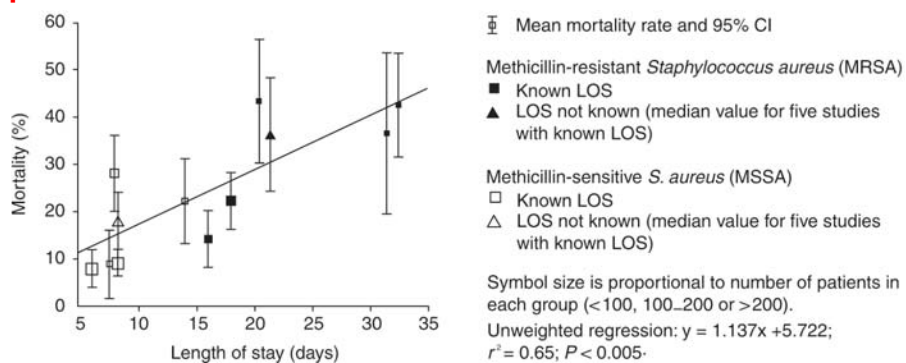 60
50
40
30
20
10
0
Mortality (%)
5 10 15 20 25 30 35
Length of stay (days)
Mean mortality rate and 95% CI
Methicillin-resistant Staphylococcus aureus (MRSA)
Known LOS
LOS not known (median value for five studies
with known LOS)
Methicillin-sensitive S. aureus (MSSA)
Known LOS
LOS not known (median value for five studies
with known LOS)
Symbol size is proportional to number of patients in
each group (<100, 100–200 or >200).
Unweighted regression: y = 1.137x +5.722;
r² = 0.65; P < 0.005·